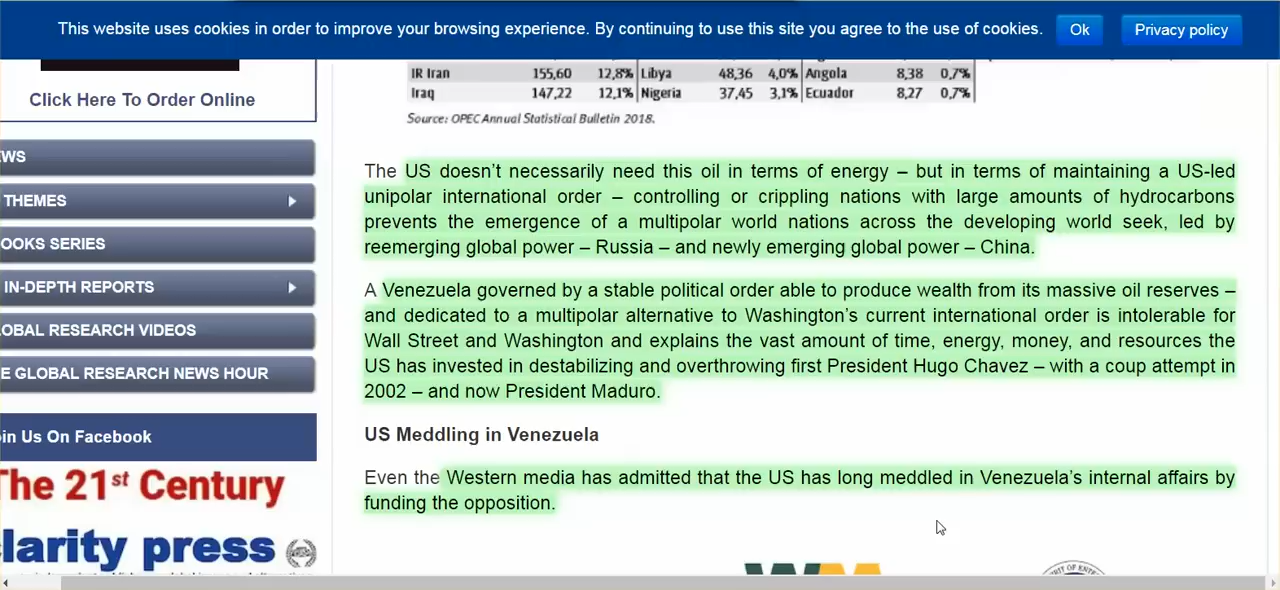 This website uses cookies in order to improve your browsing experience. By continuing to use this site you agree to the use of cookies.
Ok
Privacy policy
Click Here To Order Online
IR Iran 155,60 12,8% Libya 48,36 4,0% Angola 8,38 0,7%
Iraq 147,22 12,1% Nigeria 37,45 3,1% Ecuador 8,27 0,7%
Source: OPEC Annual Statistical Bulletin 2018.
EWS
THEMES
OOKS SERIES
IN-DEPTH REPORTS
OBAL RESEARCH VIDEOS
E GLOBAL RESEARCH NEWS HOUR
oin Us On Facebook
The 21st Century
larity press
The US doesn’t necessarily need this oil in terms of energy – but in terms of maintaining a US-led
unipolar international order – controlling or crippling nations with large amounts of hydrocarbons
prevents the emergence of a multipolar world nations across the developing world seek, led by
reemerging global power – Russia – and newly emerging global power – China.
A Venezuela governed by a stable political order able to produce wealth from its massive oil reserves –
and dedicated to a multipolar alternative to Washington’s current international order is intolerable for
Wall Street and Washington and explains the vast amount of time, energy, money, and resources the
US has invested in destabilizing and overthrowing first President Hugo Chavez – with a coup attempt in
2002 – and now President Maduro.
US Meddling in Venezuela
Even the Western media has admitted that the US has long meddled in Venezuela’s internal affairs by
funding the opposition.